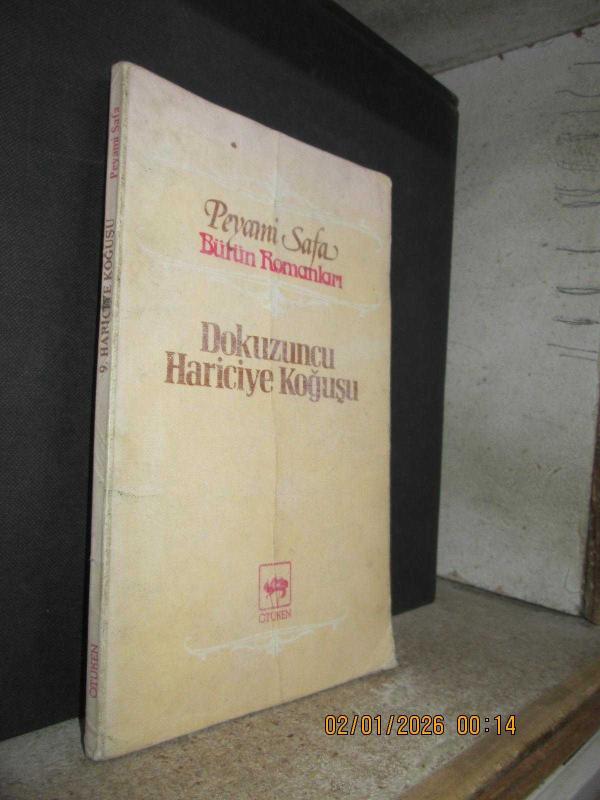 Peyami Safa
9. HARİCİYE KOĞUŞU
ÖTÜKEN
Peyami Safa
Bütün Romanları
Dokuzuncu
Hariciye Koğuşu
ÖTÜKEN
02/01/2026 00:14